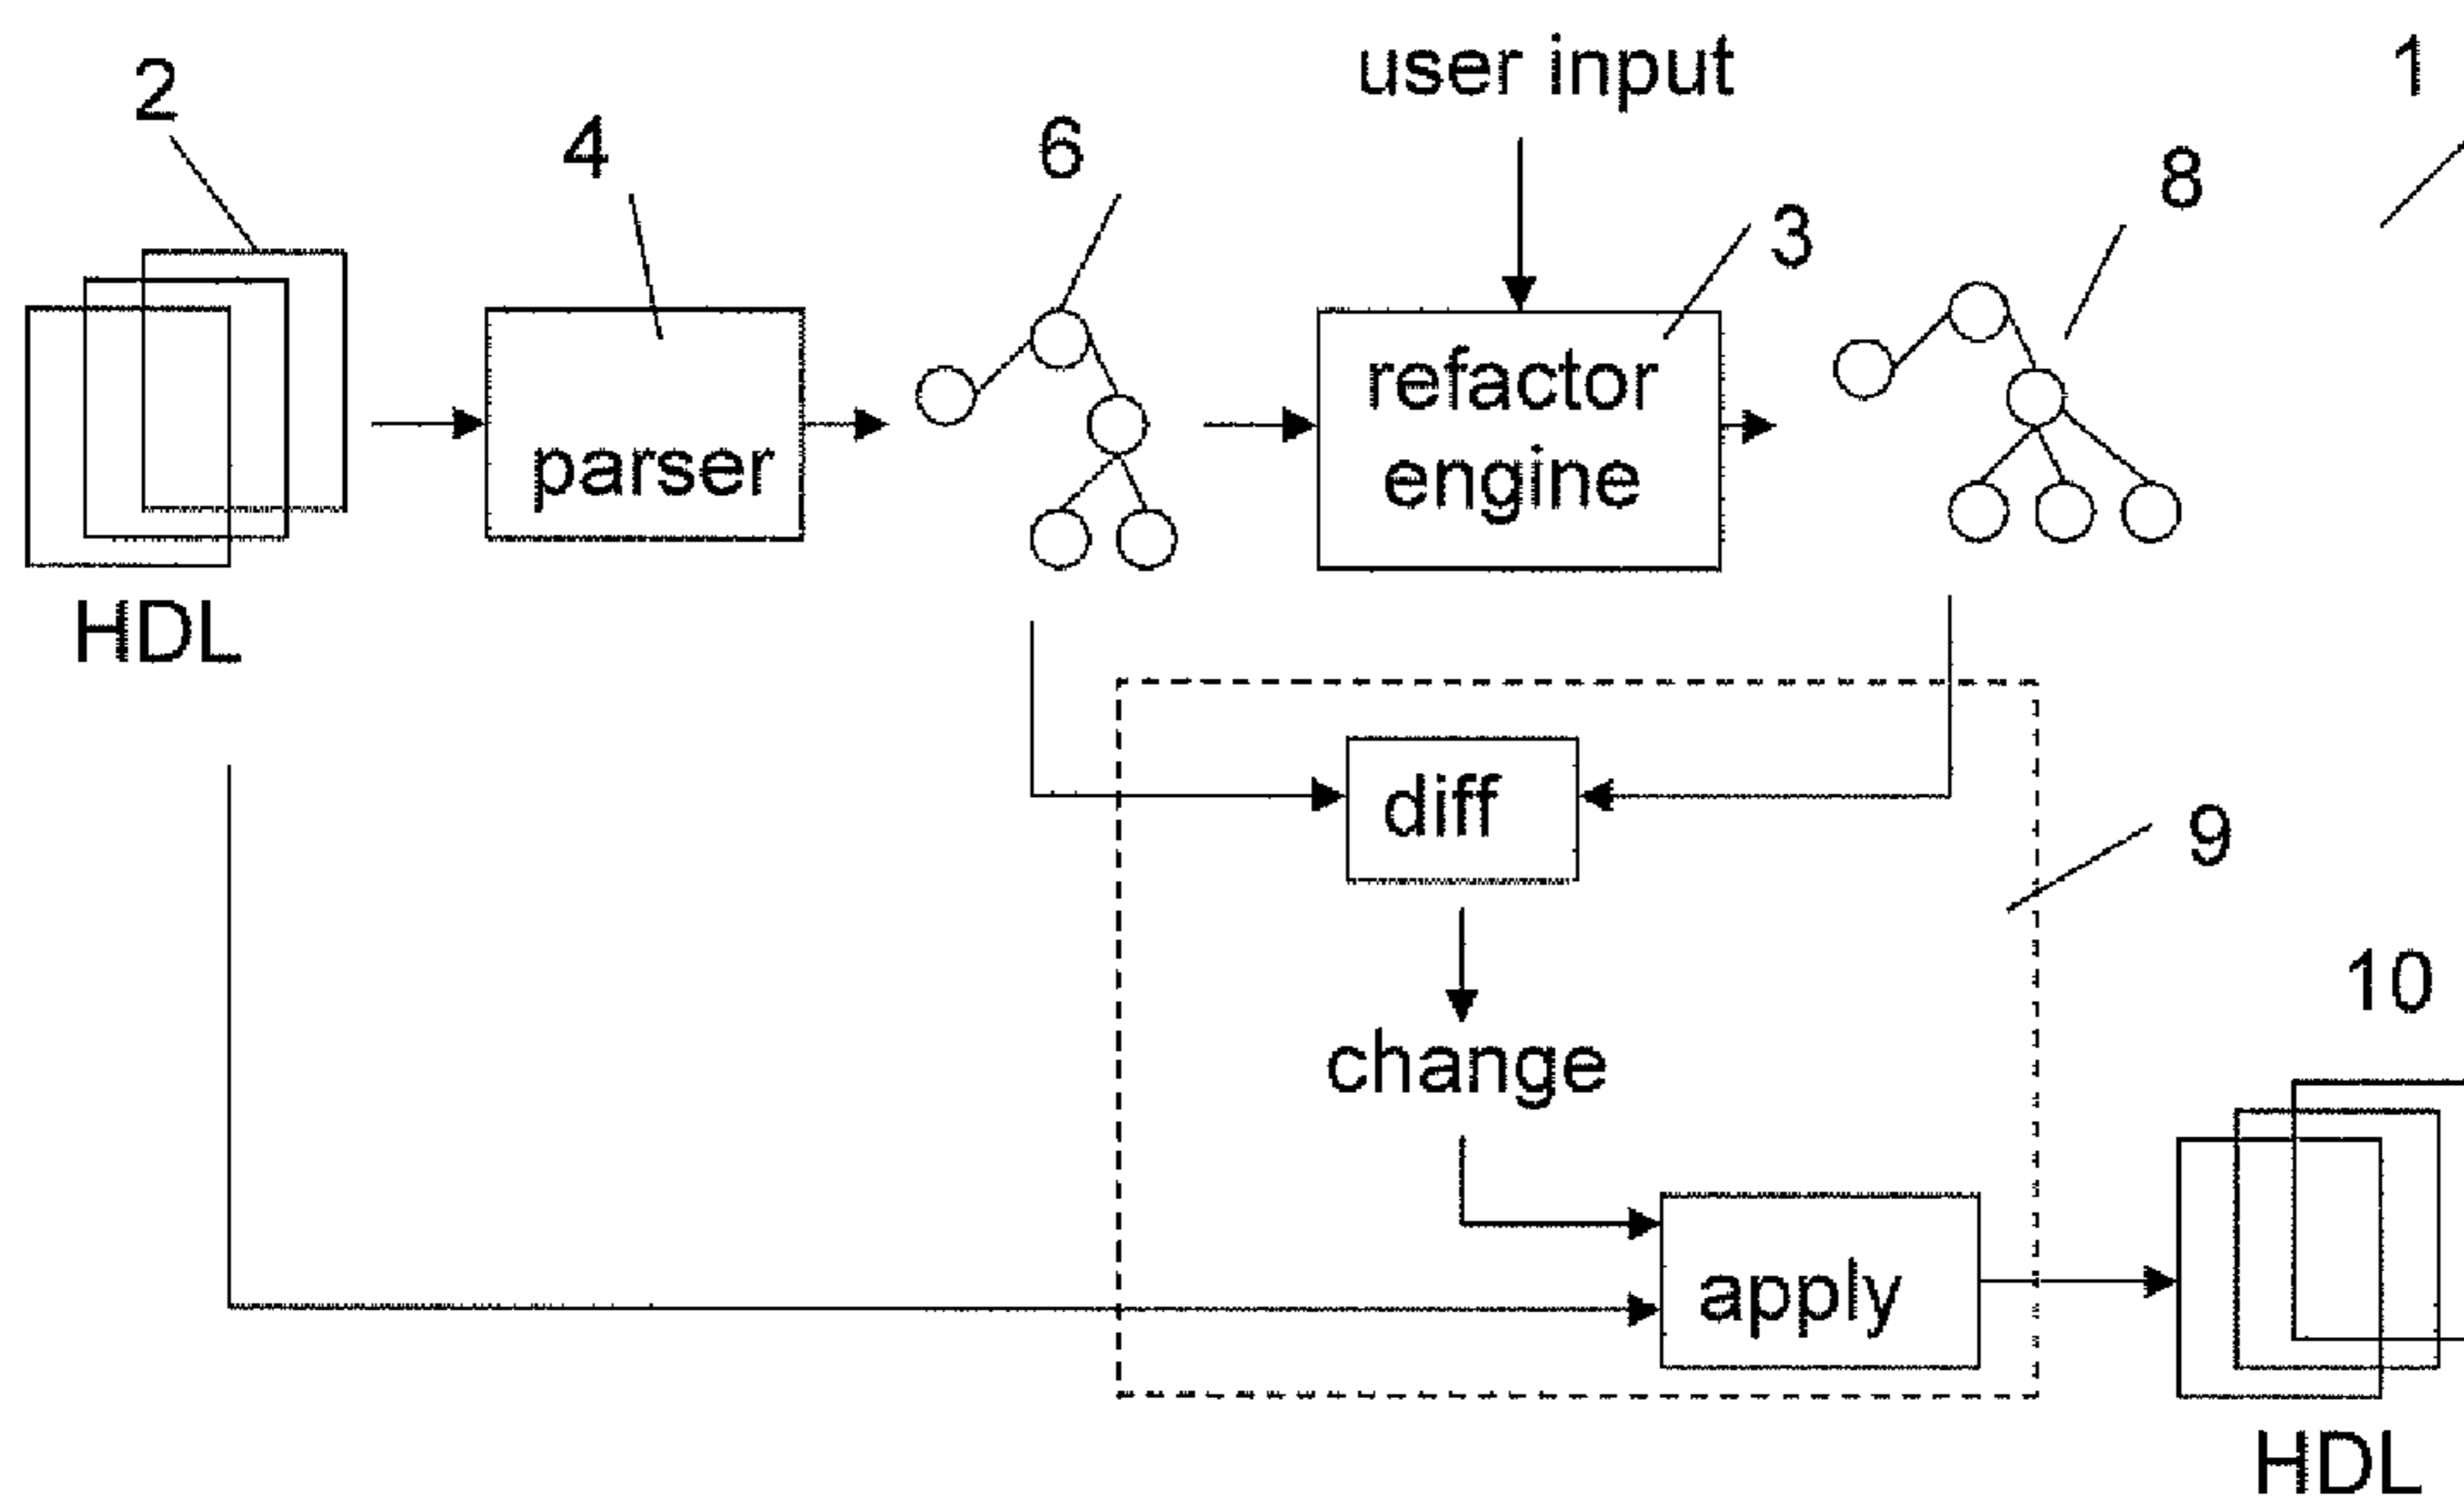 user input
1
2
4
6
8
3
refactor
engine
parser
HDL
diff
9
change
10
apply
HDL